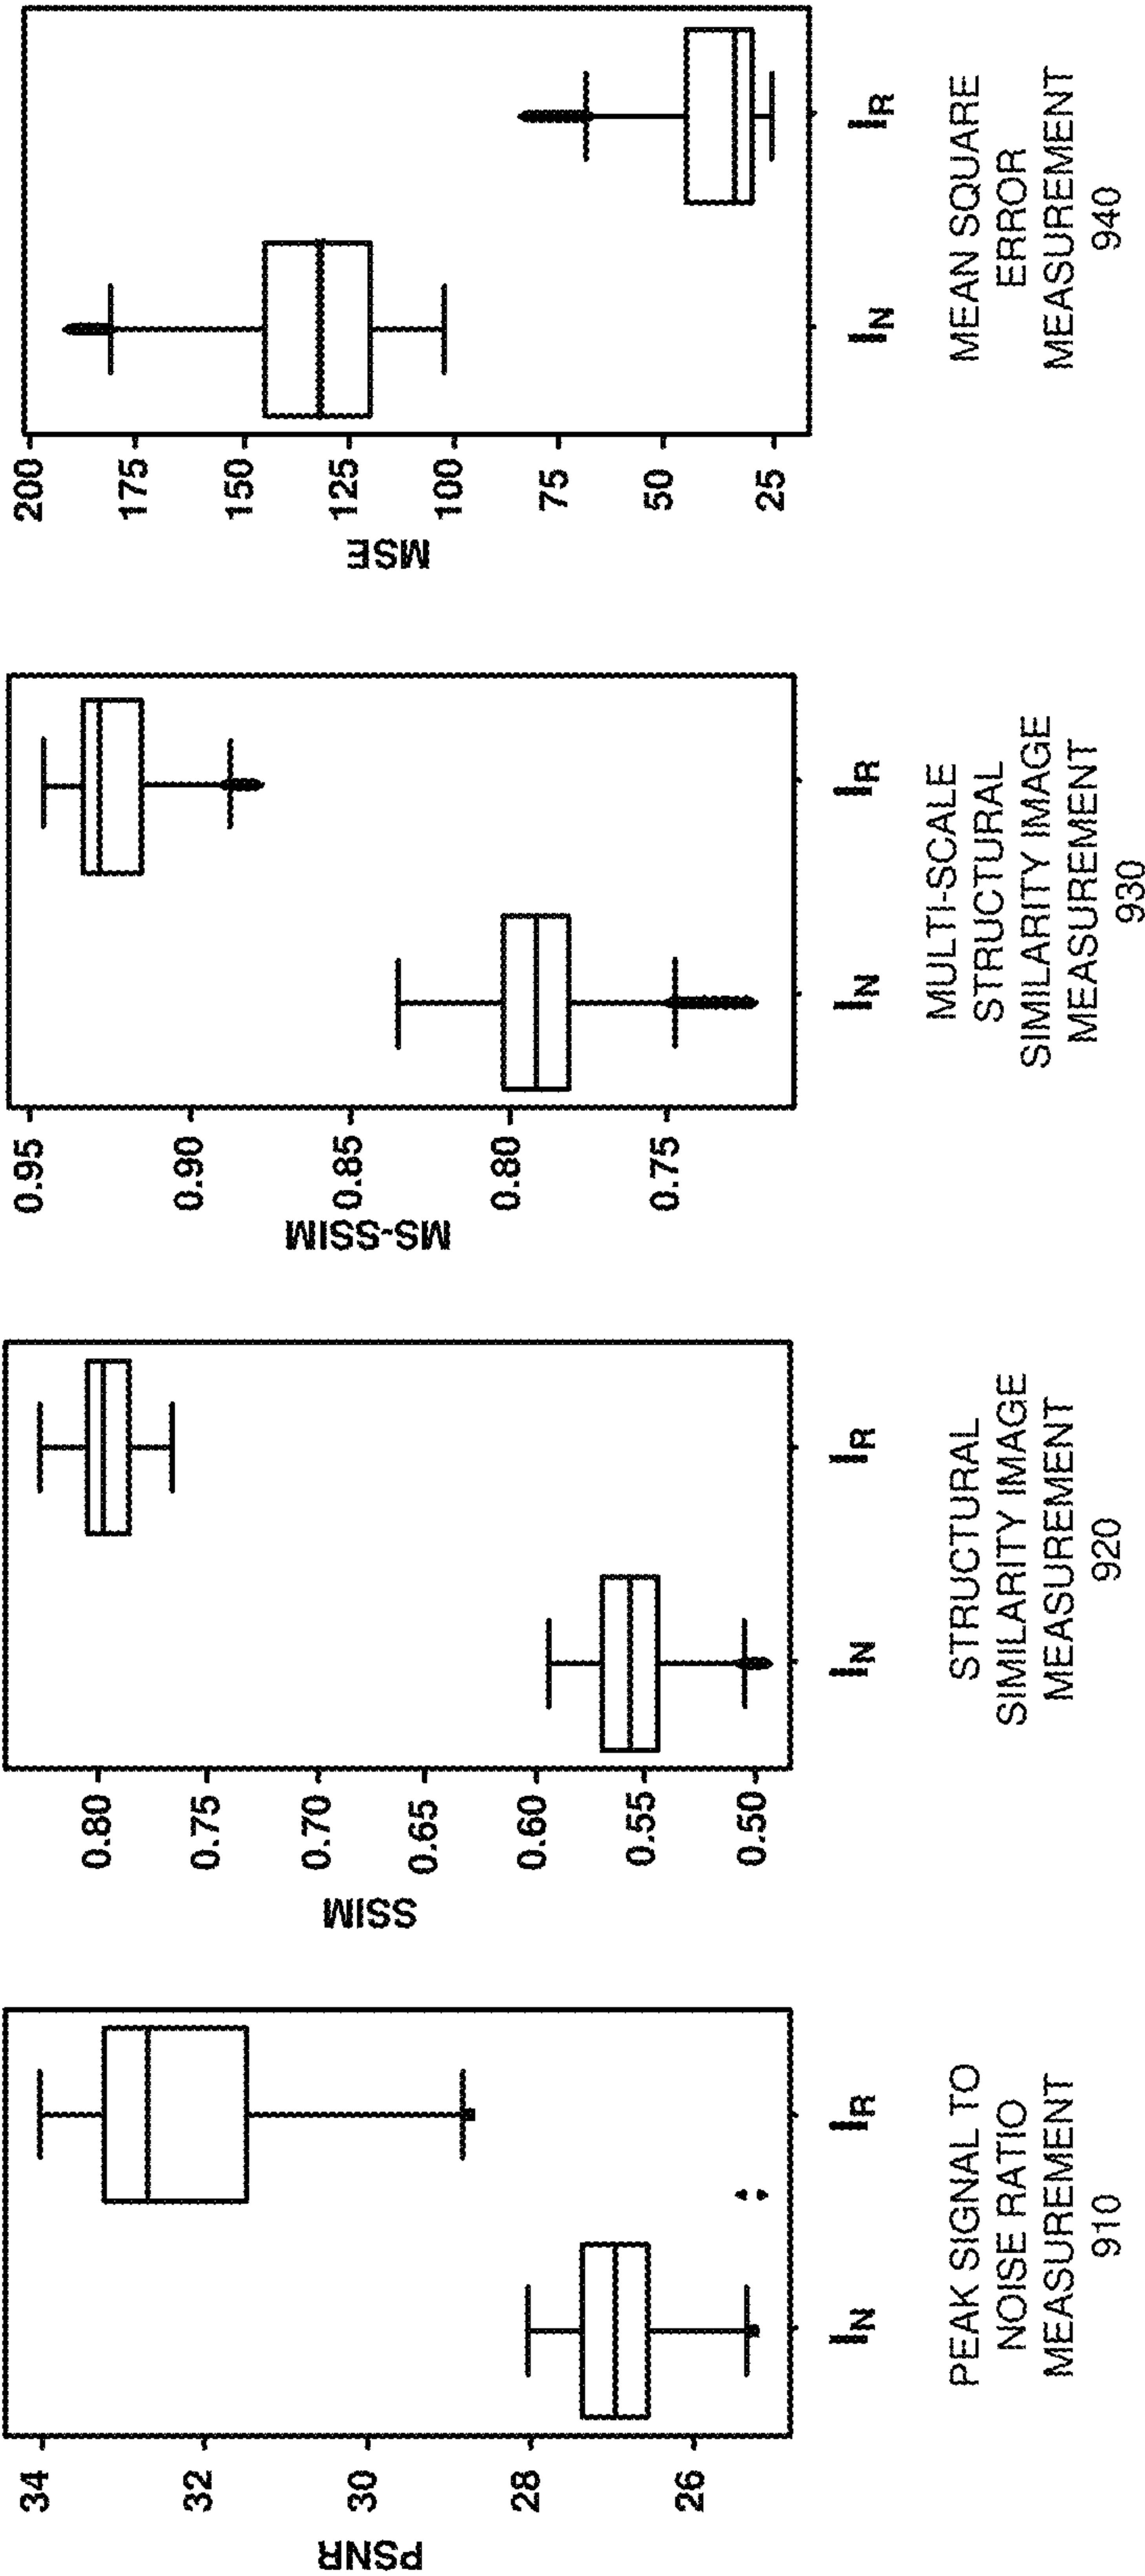 PSNR
34
32
30
28
26
I_N
I_R
PEAK SIGNAL TO
NOISE RATIO
MEASUREMENT
910
SSIM
0.80
0.75
0.70
0.65
0.60
0.55
0.50
I_N
I_R
STRUCTURAL
SIMILARITY IMAGE
MEASUREMENT
920
MS-SSIM
0.95
0.90
0.85
0.80
0.75
I_N
I_R
MULTI-SCALE
STRUCTURAL
SIMILARITY IMAGE
MEASUREMENT
930
MSE
200
175
150
125
100
75
50
25
I_N
I_R
MEAN SQUARE
ERROR
MEASUREMENT
940